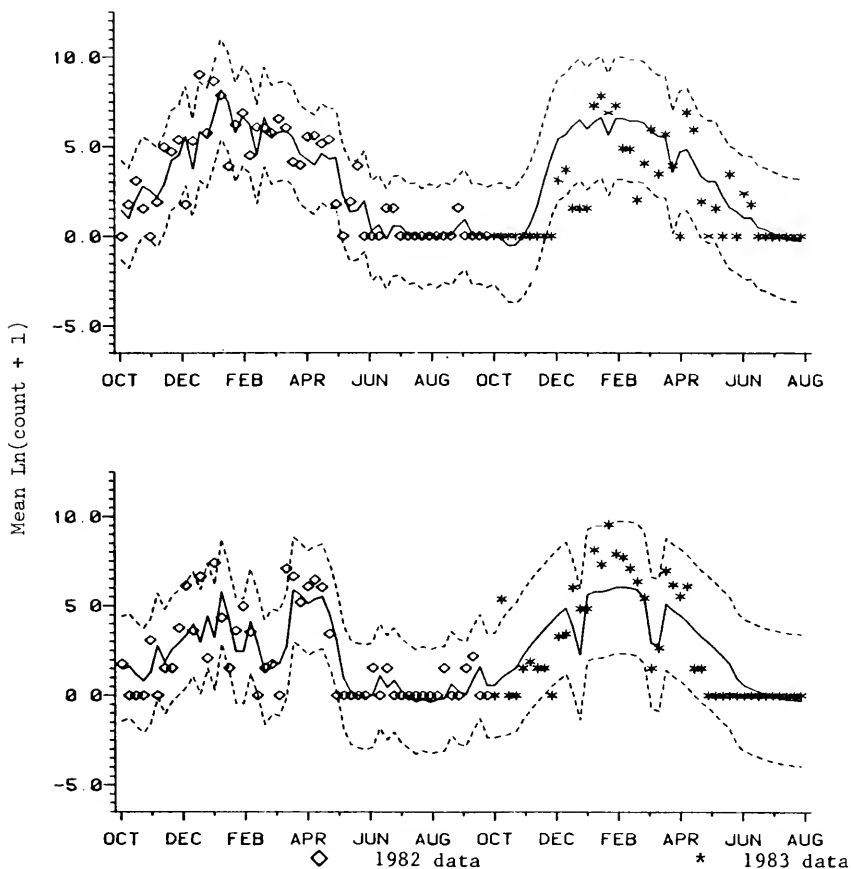 10.0
5.0
0.0
-5.0
OCT DEC FEB APR JUN AUG OCT DEC FEB APR JUN AUG
Mean Ln(count + 1)
10.0
5.0
0.0
-5.0
OCT DEC FEB APR JUN AUG OCT DEC FEB APR JUN AUG
◇ 1982 data * 1983 data